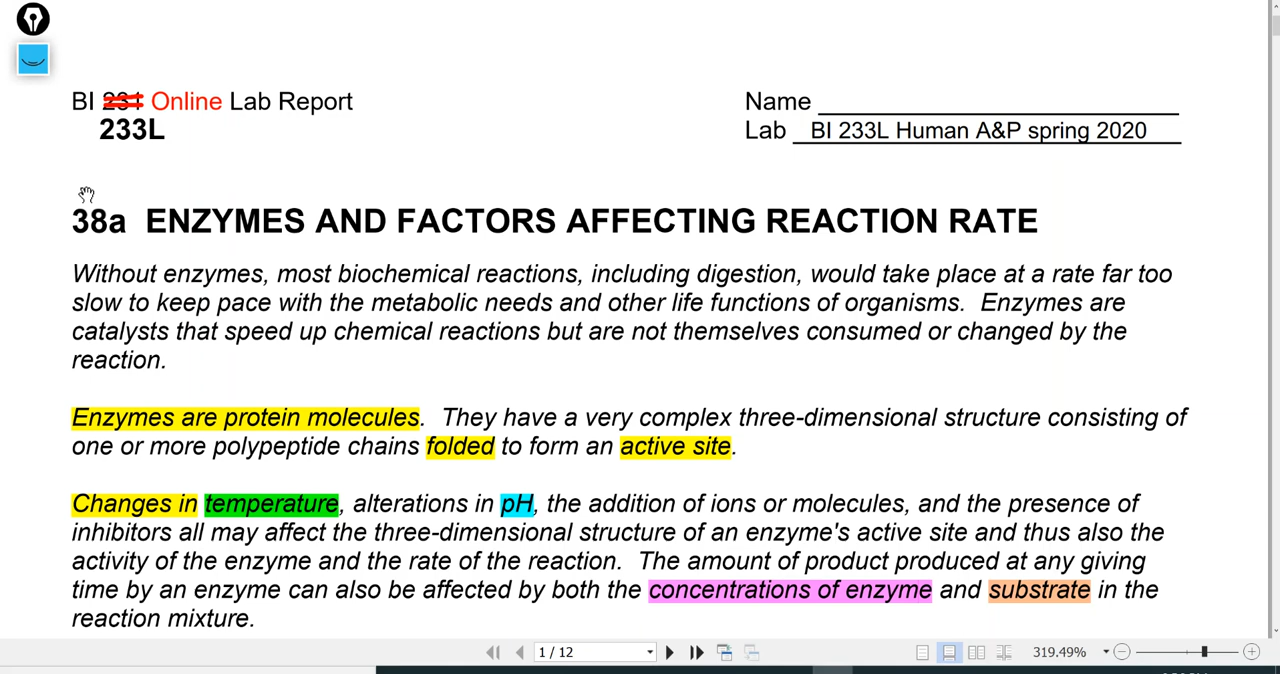 BI 231 Online Lab Report
233L
Name
Lab BI 233L Human A&P spring 2020
38a ENZYMES AND FACTORS AFFECTING REACTION RATE
Without enzymes, most biochemical reactions, including digestion, would take place at a rate far too
slow to keep pace with the metabolic needs and other life functions of organisms. Enzymes are
catalysts that speed up chemical reactions but are not themselves consumed or changed by the
reaction.
Enzymes are protein molecules. They have a very complex three-dimensional structure consisting of
one or more polypeptide chains folded to form an active site.
Changes in temperature, alterations in pH, the addition of ions or molecules, and the presence of
inhibitors all may affect the three-dimensional structure of an enzyme's active site and thus also the
activity of the enzyme and the rate of the reaction. The amount of product produced at any giving
time by an enzyme can also be affected by both the concentrations of enzyme and substrate in the
reaction mixture.
1 / 12
319.49%